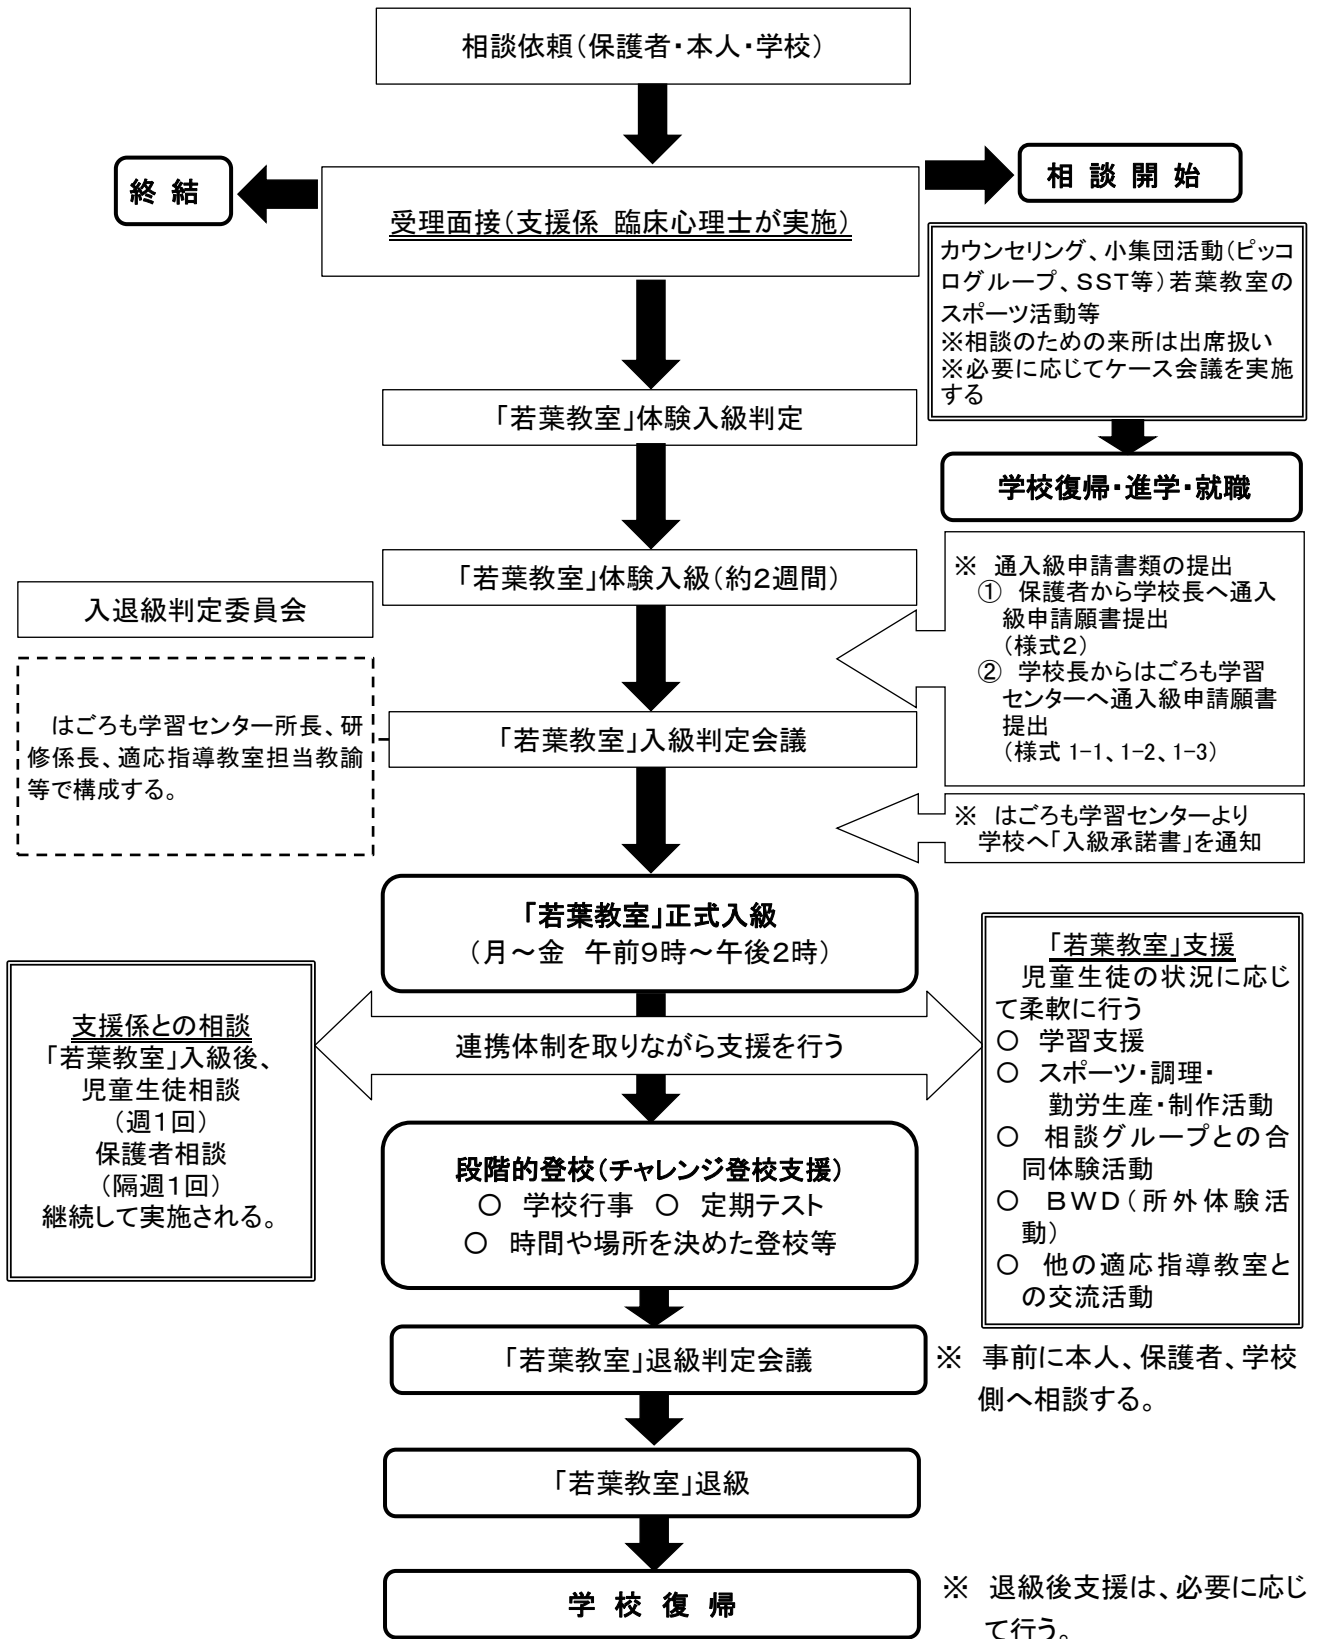 相談依頼（保護者・本人・学校）
終 結
受理面接（支援係 臨床心理士が実施）
相 談 開 始
カウンセリング、小集団活動（ピッコ
ログループ、ＳＳＴ等）若葉教室の
スポーツ活動等
※相談のための来所は出席扱い
※必要に応じてケース会議を実施
する
「若葉教室」体験入級判定
学校復帰・進学・就職
「若葉教室」体験入級（約２週間）
※ 通入級申請書類の提出
① 保護者から学校長へ通入
級申請願書提出
（様式２）
② 学校長からはごろも学習
センターへ通入級申請願書
提出
（様式 1-1、1-2、1-3）
入退級判定委員会
はごろも学習センター所長、研
修係長、適応指導教室担当教諭
等で構成する。
「若葉教室」入級判定会議
※ はごろも学習センターより
学校へ「入級承諾書」を通知
「若葉教室」正式入級
（月～金 午前９時～午後２時）
支援係との相談
「若葉教室」入級後、
児童生徒相談
（週１回）
保護者相談
（隔週１回）
継続して実施される。
連携体制を取りながら支援を行う
「若葉教室」支援
児童生徒の状況に応じ
て柔軟に行う
○ 学習支援
○ スポーツ・調理・
勤労生産・制作活動
○ 相談グループとの合
同体験活動
○ ＢＷＤ（所外体験活
動）
○ 他の適応指導教室と
の交流活動
段階的登校（チャレンジ登校支援）
○ 学校行事 ○ 定期テスト
○ 時間や場所を決めた登校等
「若葉教室」退級判定会議
※ 事前に本人、保護者、学校
側へ相談する。
「若葉教室」退級
学 校 復 帰
※ 退級後支援は、必要に応じ
て行う。